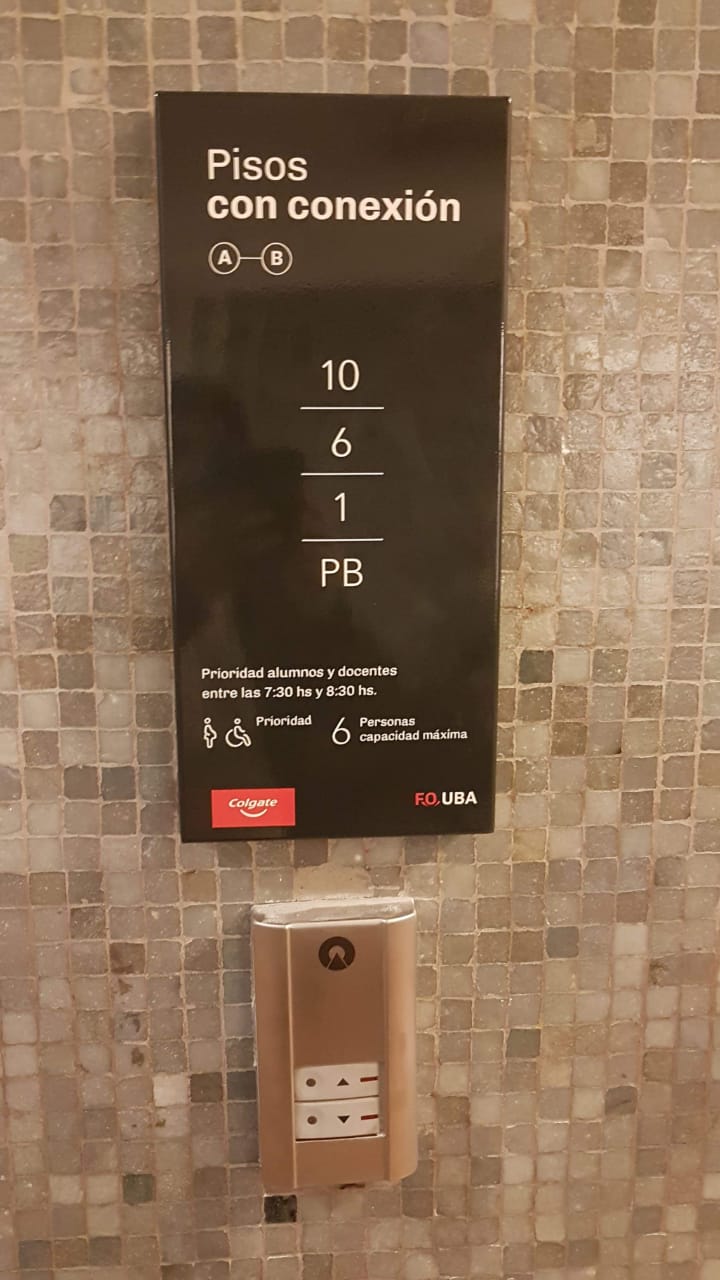 Pisos
con conexión
A B
10
6
1
PB
Prioridad alumnos y docentes
entre las 7:30 hs y 8:30 hs.
Prioridad
6 Personas
capacidad máxima
Colgate
F.O.UBA